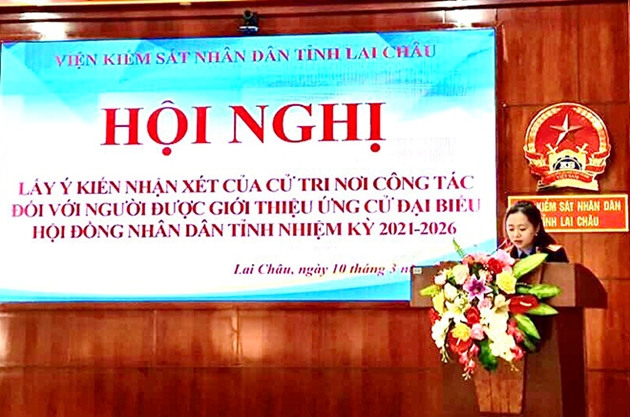 VIỆN KIỂM SÁT NHÂN DÂN TỈNH LAI CHÂU
HỘI NGHỊ
LẤY Ý KIẾN NHẬN XÉT CỦA CỬ TRI NƠI CÔNG TÁC
ĐỐI VỚI NGƯỜI ĐƯỢC GIỚI THIỆU ỨNG CỬ ĐẠI BIỂU
HỘI ĐỒNG NHÂN DÂN TỈNH NHIỆM KỲ 2021-2026
Lai Châu, ngày 10 tháng 3
KIỂM SÁT NHÂN DÂN
TỈNH LAI CHÂU